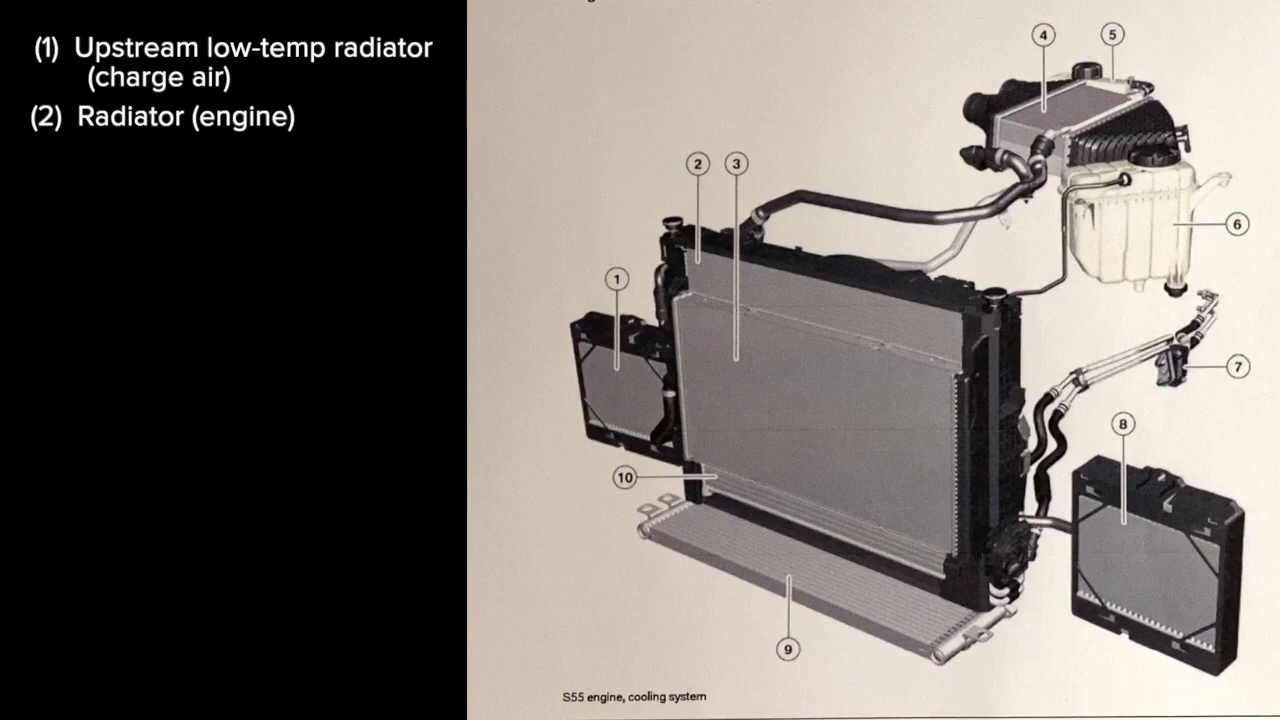 (1) Upstream low-temp radiator
(charge air)
(2) Radiator (engine)
4
5
2
3
6
1
7
8
10
9
S55 engine, cooling system